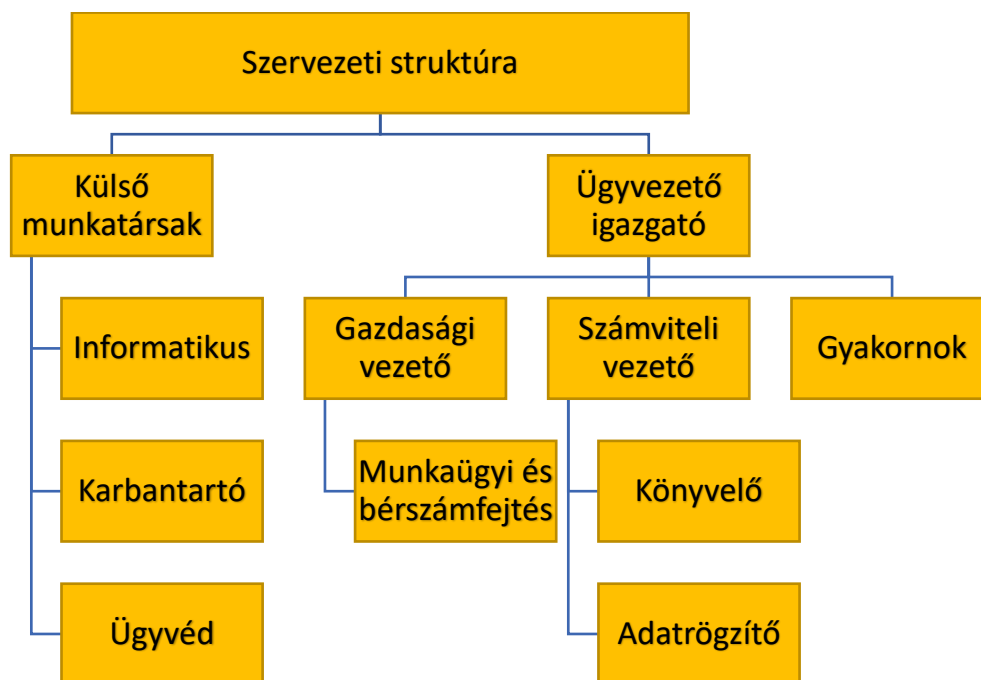 Szervezeti struktúra
Külső
munkatársak
Ügyvezető
igazgató
Informatikus
Gazdasági
vezető
Számviteli
vezető
Gyakornok
Karbantartó
Munkaügyi és
bérszámfejtés
Könyvelő
Ügyvéd
Adatrögzítő